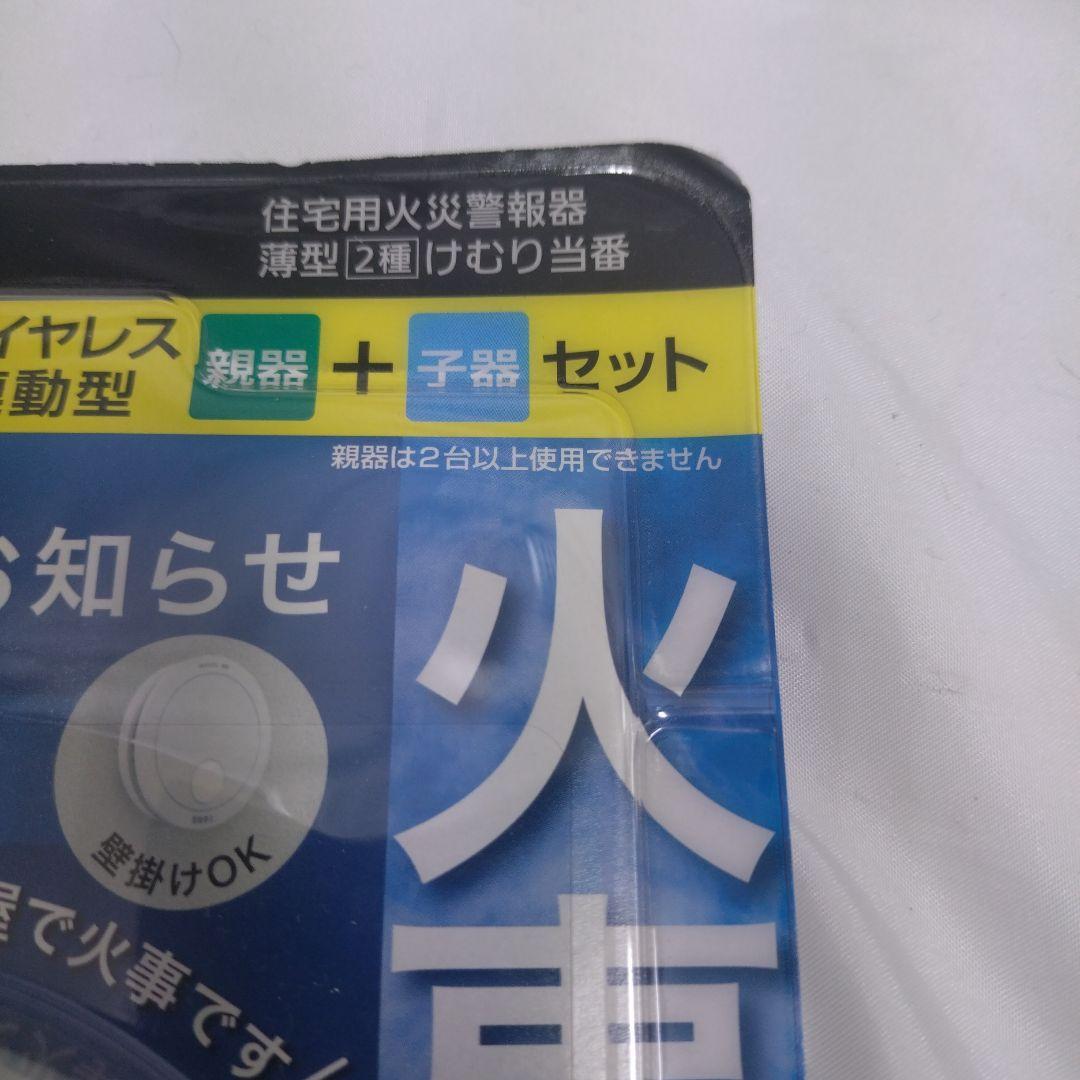 住宅用火災警報器
薄型2種けむり当番
イヤレス
連動型
親器＋子器セット
親器は2台以上使用できません
お知らせ
壁掛けOK
屋で火事です
火事